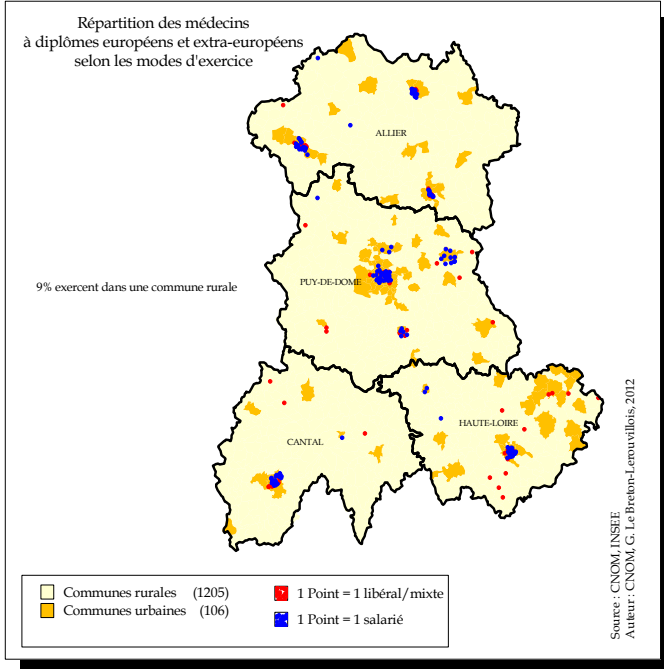 Répartition des médecins
à diplômes européens et extra-européens
selon les modes d'exercice
ALLIER
PUY-DE-DOME
9% exercent dans une commune rurale
HAUTE-LOIRE
CANTAL
Communes rurales (1205)
Communes urbaines (106)
1 Point = 1 libéral/mixte
1 Point = 1 salarié
Source : CNOM, INSEE
Auteur : CNOM, G. Le Breton-Lerouvillois, 2012